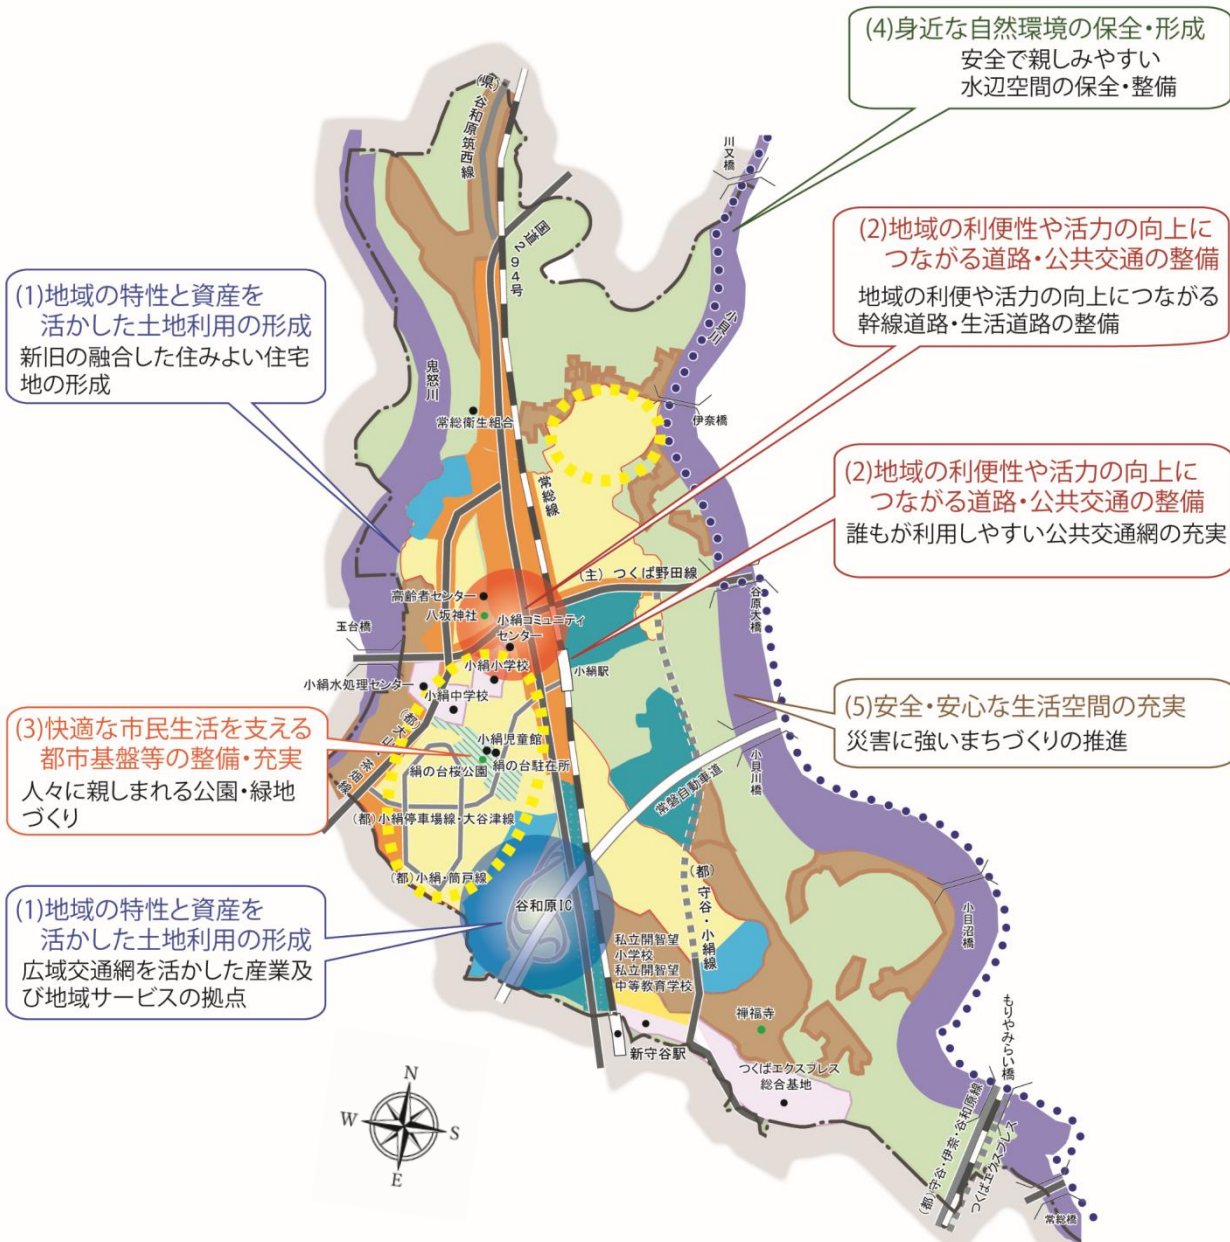 (4)身近な自然環境の保全・形成
安全で親しみやすい
水辺空間の保全・整備
(2)地域の利便性や活力の向上に
つながる道路・公共交通の整備
地域の利便や活力の向上につながる
幹線道路・生活道路の整備
(1)地域の特性と資産を
活かした土地利用の形成
新旧の融合した住みよい住宅
地の形成
(2)地域の利便性や活力の向上に
つながる道路・公共交通の整備
誰もが利用しやすい公共交通網の充実
(5)安全・安心な生活空間の充実
災害に強いまちづくりの推進
(3)快適な市民生活を支える
都市基盤等の整備・充実
人々に親しまれる公園・緑地
づくり
(1)地域の特性と資産を
活かした土地利用の形成
広域交通網を活かした産業及
び地域サービスの拠点
(県)谷和原筑西線
国道294号
川又橋
小貝川
鬼怒川
伊奈橋
常総衛生組合
常総線
(主)つくば野田線
高齢者センター
八坂神社
小絹コミュニティ
センター
谷原大橋
玉台橋
小絹小学校
小絹駅
小絹水処理センター
小絹中学校
小絹児童館
絹の台桜公園
絹の台駐在所
常磐自動車道
小貝川橋
(都)小絹停車場線・大谷津線
(都)小絹・筒戸線
谷和原IC
(都)守谷・小絹線
小目沼橋
私立開智望
小学校
私立開智望
中等教育学校
禅福寺
新守谷駅
つくばエクスプレス
総合基地
もりやみらい橋
(都)守谷・伊奈・谷和原線
つくばエクスプレス
常総橋
N
W
S
E